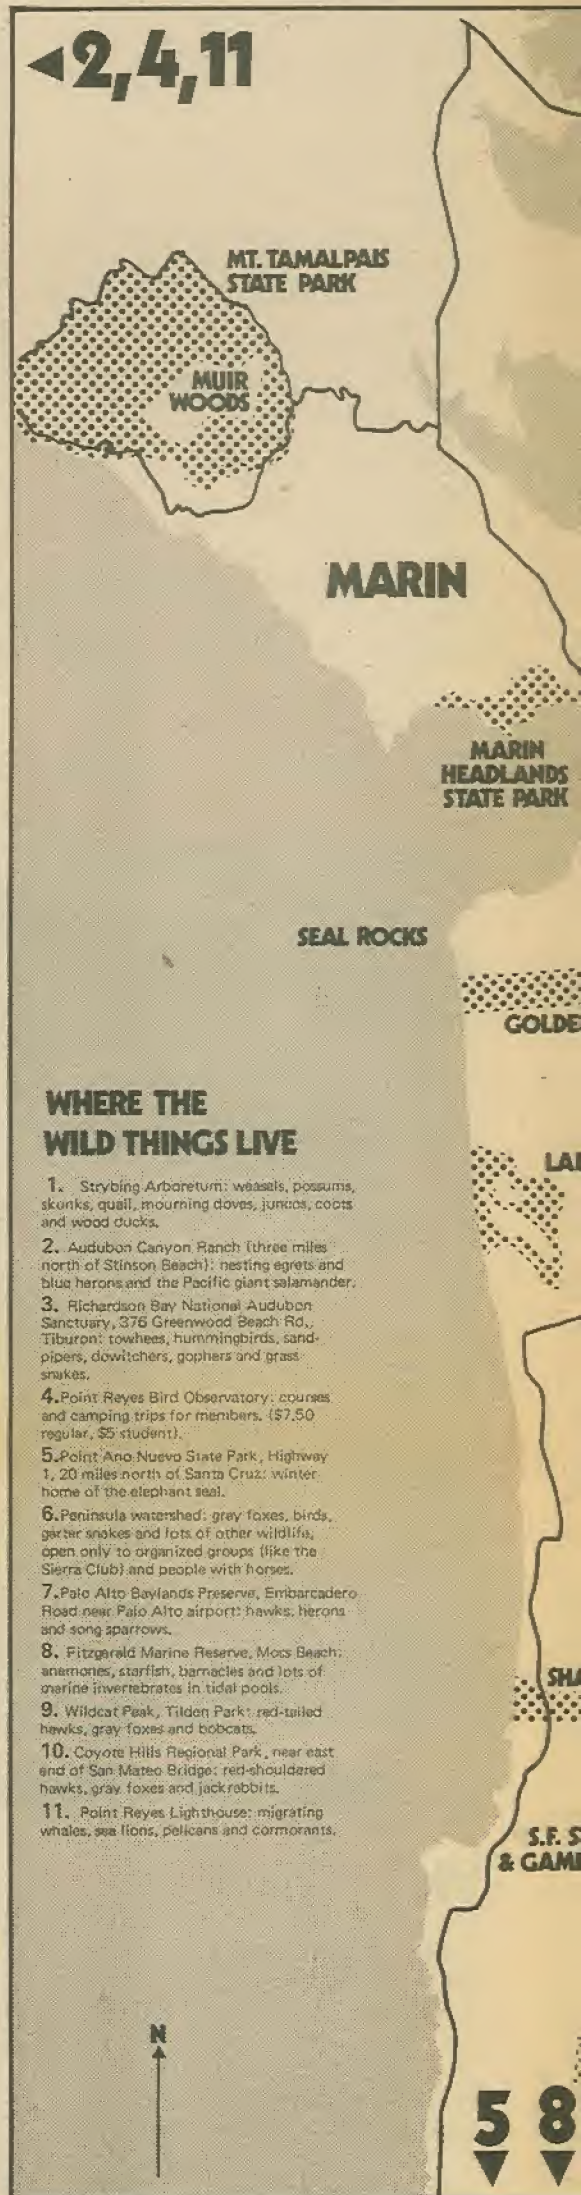 ◄2,4,11
MT. TAMALPAIS
STATE PARK
MUIR
WOODS
MARIN
MARIN
HEADLANDS
STATE PARK
SEAL ROCKS
GOLDE
LA
WHERE THE
WILD THINGS LIVE
1. Strybing Arboretum: weasels, possums,
skunks, quail, mourning doves, juncos, coots
and wood ducks.
2. Audubon Canyon Ranch (three miles
north of Stinson Beach): nesting egrets and
blue herons and the Pacific giant salamander.
3. Richardson Bay National Audubon
Sanctuary, 376 Greenwood Beach Rd.,
Tiburon: towhees, hummingbirds, sand-
pipers, dowitchers, gophers and grass
snakes.
4. Point Reyes Bird Observatory: courses
and camping trips for members. ($7.50
regular, $5 student).
5. Point Ano Nuevo State Park, Highway
1, 20 miles north of Santa Cruz: winter
home of the elephant seal.
6. Peninsula watershed: gray foxes, birds,
garter snakes and lots of other wildlife,
open only to organized groups (like the
Sierra Club) and people with horses.
7. Palo Alto Baylands Preserve, Embarcadero
Road near Palo Alto airport: hawks, herons
and song sparrows.
8. Fitzgerald Marine Reserve, Moss Beach:
anemones, starfish, barnacles and lots of
marine invertebrates in tidal pools.
9. Wildcat Peak, Tilden Park: red-tailed
hawks, gray foxes and bobcats.
10. Coyote Hills Regional Park, near east
end of San Mateo Bridge: red-shouldered
hawks, gray foxes and jackrabbits.
11. Point Reyes Lighthouse: migrating
whales, sea lions, pelicans and cormorants.
SHA
S.F. S
& GAME
N
5 8